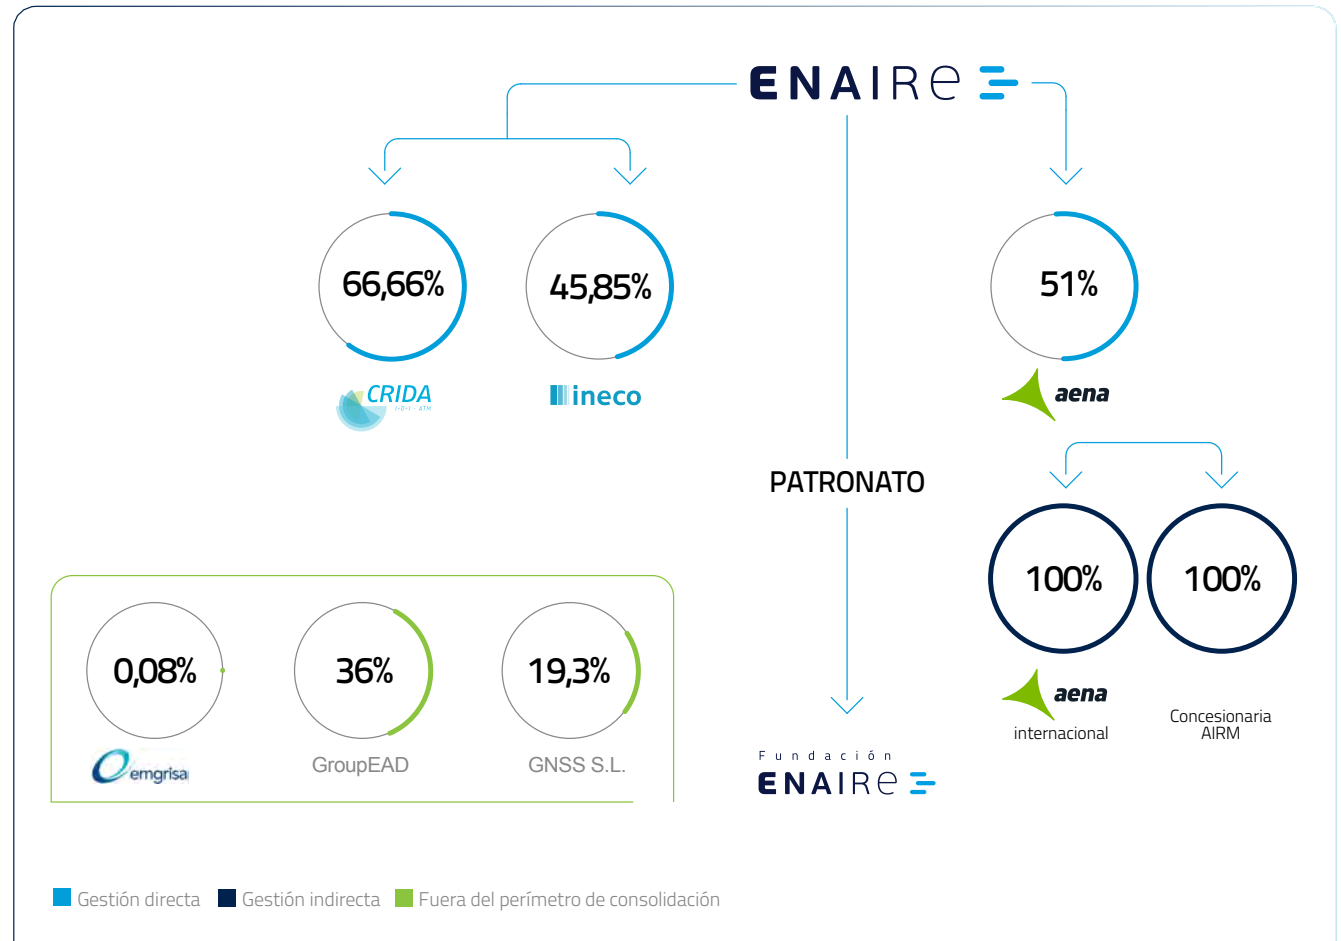 ENAIRe
66,66%
45,85%
51%
CRIDA
I+D+I - ATM
ineco
aena
PATRONATO
100%
100%
aena
internacional
Concesionaria
AIRM
0,08%
36%
19,3%
emgrisa
GroupEAD
GNSS S.L.
Fundación
ENAIRe
Gestión directa
Gestión indirecta
Fuera del perímetro de consolidación